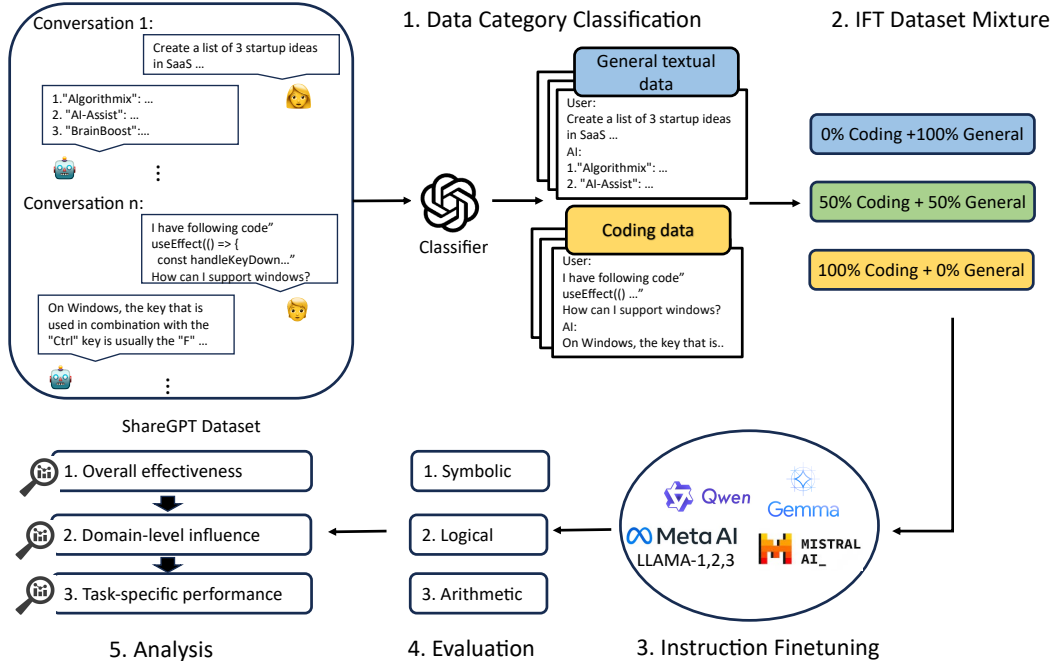 Conversation 1:
Create a list of 3 startup ideas
in SaaS ...
1."Algorithmix": ...
2. "AI-Assist": ...
3. "BrainBoost":...
⋮
Conversation n:
I have following code”
useEffect(() => {
const handleKeyDown...”
How can I support windows?
On Windows, the key that is
used in combination with the
"Ctrl" key is usually the "F" ...
⋮
ShareGPT Dataset
1. Data Category Classification
Classifier
General textual
data
User:
Create a list of 3 startup ideas
in SaaS ...
AI:
1."Algorithmix": ...
2. "AI-Assist": ...
Coding data
User:
I have following code”
useEffect(() ...”
How can I support windows?
AI:
On Windows, the key that is..
2. IFT Dataset Mixture
0% Coding +100% General
50% Coding + 50% General
100% Coding + 0% General
Qwen
Gemma
Meta AI
LLAMA-1,2,3
MISTRAL
AI_
3. Instruction Finetuning
1. Symbolic
2. Logical
3. Arithmetic
4. Evaluation
1. Overall effectiveness
2. Domain-level influence
3. Task-specific performance
5. Analysis